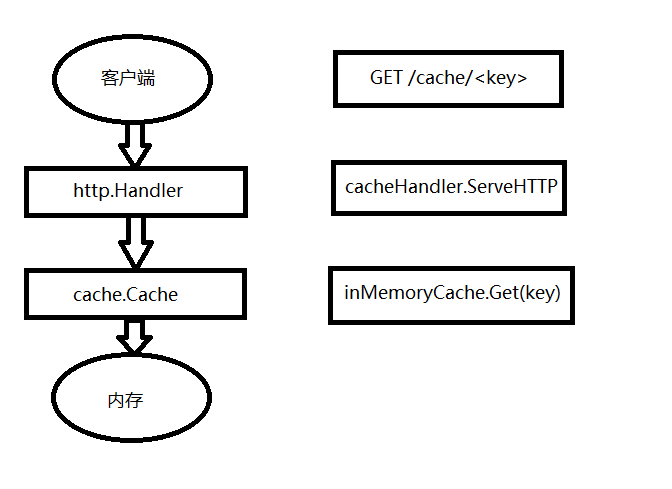 客户端
GET /cache/<key>
http.Handler
cacheHandler.ServeHTTP
cache.Cache
inMemoryCache.Get(key)
内存